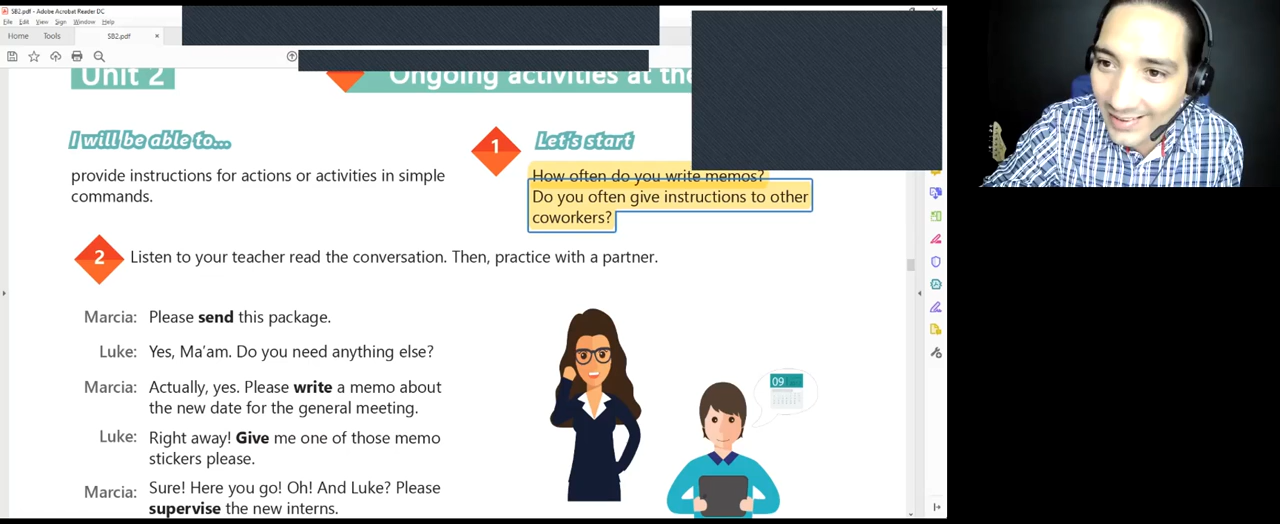 SB2.pdf - Adobe Acrobat Reader DC
File Edit View Sign Window Help
Home Tools SB2.pdf ×
Unit 2
Ongoing activities at the
I will be able to...
provide instructions for actions or activities in simple
commands.
1
Let's start
How often do you write memos?
Do you often give instructions to other
coworkers?
2
Listen to your teacher read the conversation. Then, practice with a partner.
Marcia: Please send this package.
Luke: Yes, Ma'am. Do you need anything else?
Marcia: Actually, yes. Please write a memo about
the new date for the general meeting.
Luke: Right away! Give me one of those memo
stickers please.
Marcia: Sure! Here you go! Oh! And Luke? Please
supervise the new interns.
09